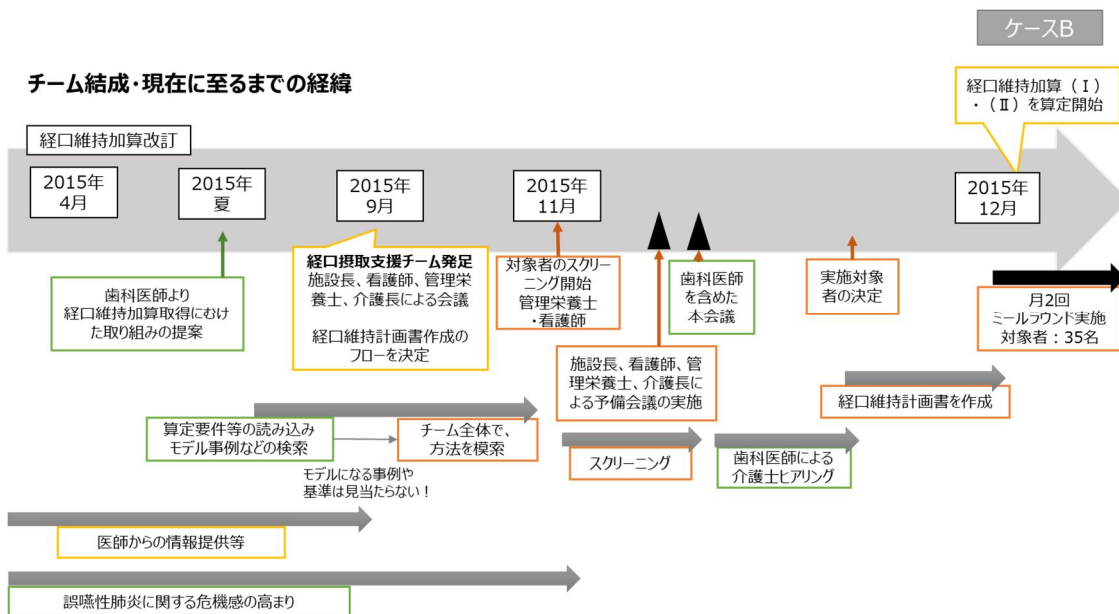 ケースB
チーム結成・現在に至るまでの経緯
経口維持加算（Ⅰ）
・（Ⅱ）を算定開始
経口維持加算改訂
2015年
4月
2015年
夏
2015年
9月
2015年
11月
2015年
12月
歯科医師より
経口維持加算取得にむけ
た取り組みの提案
経口摂取支援チーム発足
施設長、看護師、管理栄
養士、介護長による会議
経口維持計画書作成の
フローを決定
対象者のスクリー
ニング開始
管理栄養士
・看護師
歯科医師
を含めた
本会議
実施対象
者の決定
月2回
ミールラウンド実施
対象者：35名
施設長、看護師、管
理栄養士、介護長によ
る予備会議の実施
経口維持計画書を作成
算定要件等の読み込み
モデル事例などの検索
チーム全体で、
方法を模索
スクリーニング
歯科医師による
介護士ヒアリング
モデルになる事例や
基準は見当たらない！
医師からの情報提供等
誤嚥性肺炎に関する危機感の高まり